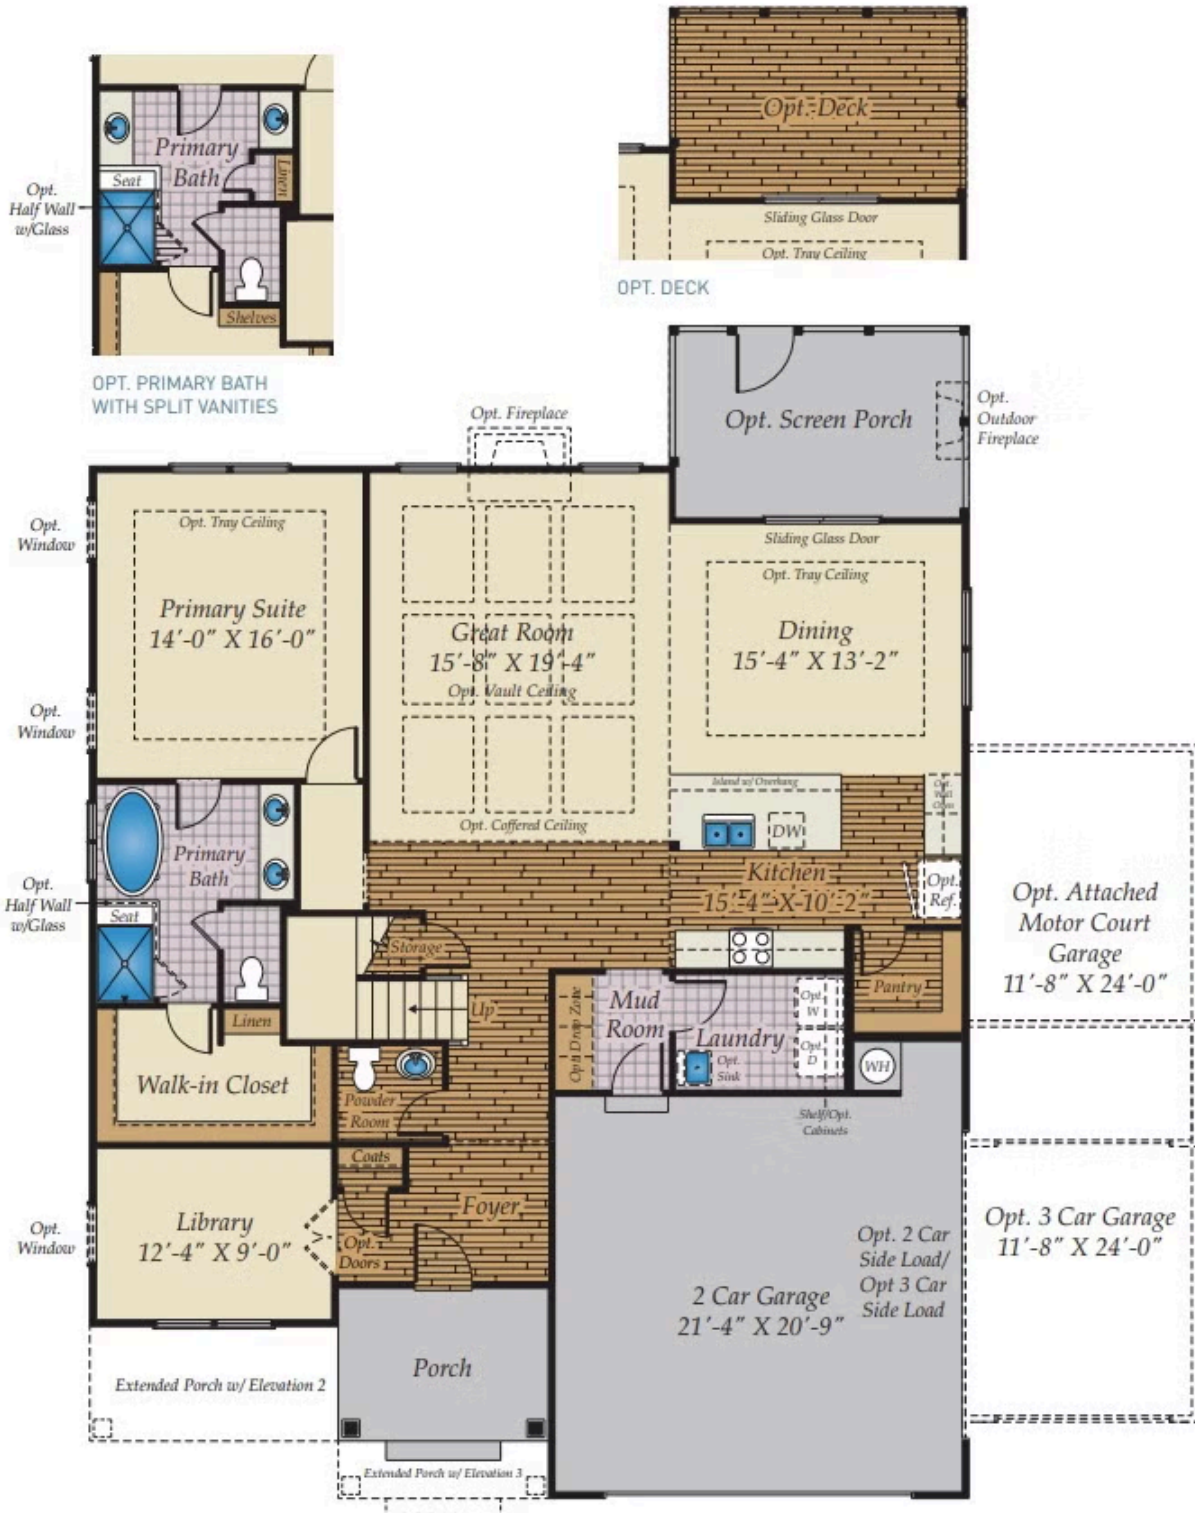 Opt. Deck
Primary
Bath
Linen
Seat
Opt.
Half Wall
w/Glass
Sliding Glass Door
Opt. Tray Ceiling
OPT. DECK
Shelves
OPT. PRIMARY BATH
WITH SPLIT VANITIES
Opt. Fireplace
Opt. Screen Porch
Opt.
Outdoor
Fireplace
Opt.
Window
Opt. Tray Ceiling
Primary Suite
14'-0" X 16'-0"
Opt.
Window
Great Room
15'-8" X 19'-4"
Opt. Vault Ceiling
Opt. Coffered Ceiling
Sliding Glass Door
Opt. Tray Ceiling
Dining
15'-4" X 13'-2"
Island w/ Overhang
DW
Opt.
Wall
Oven
Kitchen
15'-4" X 10'-2"
Opt.
Ref.
Primary
Bath
Opt.
Half Wall
w/Glass
Seat
Storage
Up
Linen
Walk-in Closet
Opt Drop Zone
Mud
Room
Laundry
Opt.
W
Opt.
D
Opt.
Sink
Pantry
WH
Shelf/Opt.
Cabinets
Opt. Attached
Motor Court
Garage
11'-8" X 24'-0"
Powder
Room
Coats
Foyer
Opt.
Doors
Library
12'-4" X 9'-0"
Opt.
Window
Opt. 2 Car
Side Load/
Opt 3 Car
Side Load
2 Car Garage
21'-4" X 20'-9"
Opt. 3 Car Garage
11'-8" X 24'-0"
Porch
Extended Porch w/ Elevation 2
Extended Porch w/ Elevation 3